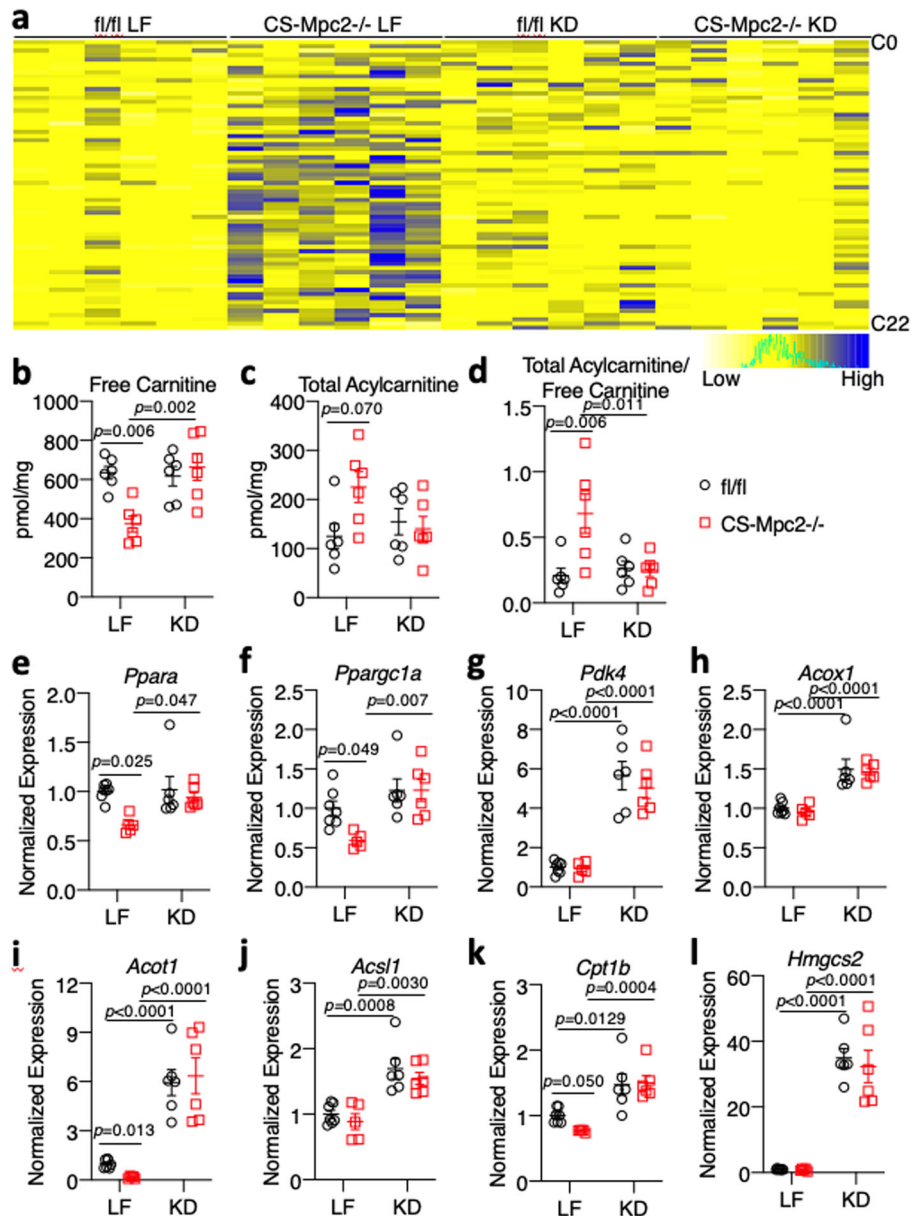 a
fl/fl LF CS-Mpc2-/- LF fl/fl KD CS-Mpc2-/- KD
C0
C22
Low High
b
Free Carnitine
pmol/mg
1000
800
600
400
200
0
p=0.002
p=0.006
LF KD
c
Total Acylcarnitine
pmol/mg
400
300
200
100
0
p=0.070
LF KD
d
Total Acylcarnitine/
Free Carnitine
1.5
1.0
0.5
0.0
p=0.011
p=0.006
LF KD
fl/fl
CS-Mpc2-/-
e
Ppara
Normalized Expression
2.0
1.5
1.0
0.5
0.0
p=0.047
p=0.025
LF KD
f
Ppargc1a
Normalized Expression
2.5
2.0
1.5
1.0
0.5
0.0
p=0.007
p=0.049
LF KD
g
Pdk4
Normalized Expression
10
8
6
4
2
0
p<0.0001
p<0.0001
LF KD
h
Acox1
Normalized Expression
2.5
2.0
1.5
1.0
0.5
0.0
p<0.0001
p<0.0001
LF KD
i
Acot1
Normalized Expression
12
9
6
3
0
p<0.0001
p<0.0001
p=0.013
LF KD
j
Acsl1
Normalized Expression
3
2
1
0
p=0.0030
p=0.0008
LF KD
k
Cpt1b
Normalized Expression
3
2
1
0
p=0.0004
p=0.0129
p=0.050
LF KD
l
Hmgcs2
Normalized Expression
60
40
20
0
p<0.0001
p<0.0001
LF KD